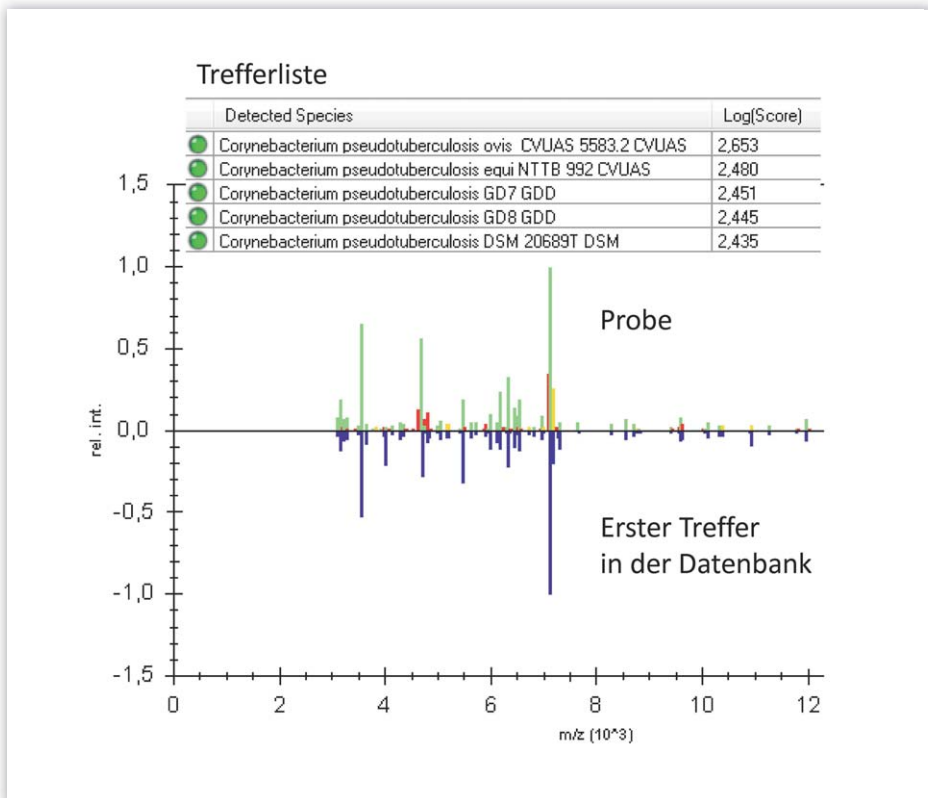 Trefferliste
Detected Species Log(Score)
Corynebacterium pseudotuberculosis ovis CVUAS 5583.2 CVUAS 2,653
Corynebacterium pseudotuberculosis equi NTTB 992 CVUAS 2,480
Corynebacterium pseudotuberculosis GD7 GDD 2,451
Corynebacterium pseudotuberculosis GD8 GDD 2,445
Corynebacterium pseudotuberculosis DSM 20689T DSM 2,435
1,5
1,0
0,5
0,0
-0,5
-1,0
-1,5
rel. int.
Probe
Erster Treffer
in der Datenbank
0 2 4 6 8 10 12
m/z (10^3)